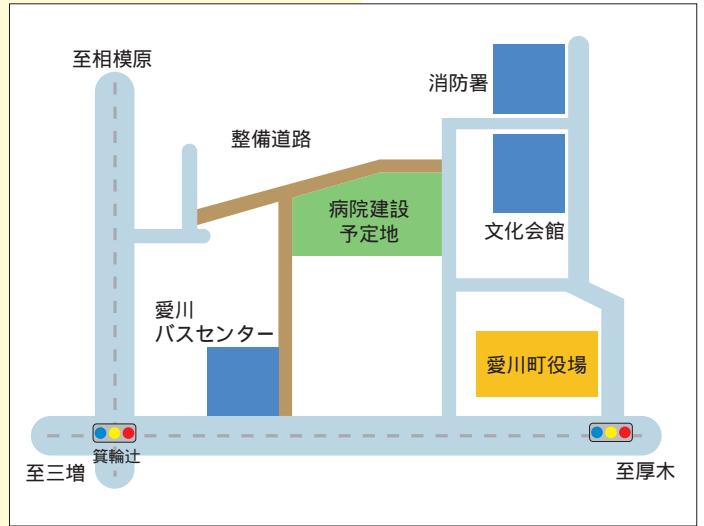 至相模原
消防署
整備道路
病院建設
予定地
文化会館
愛川
バスセンター
愛川町役場
箕輪辻
至三増
至厚木